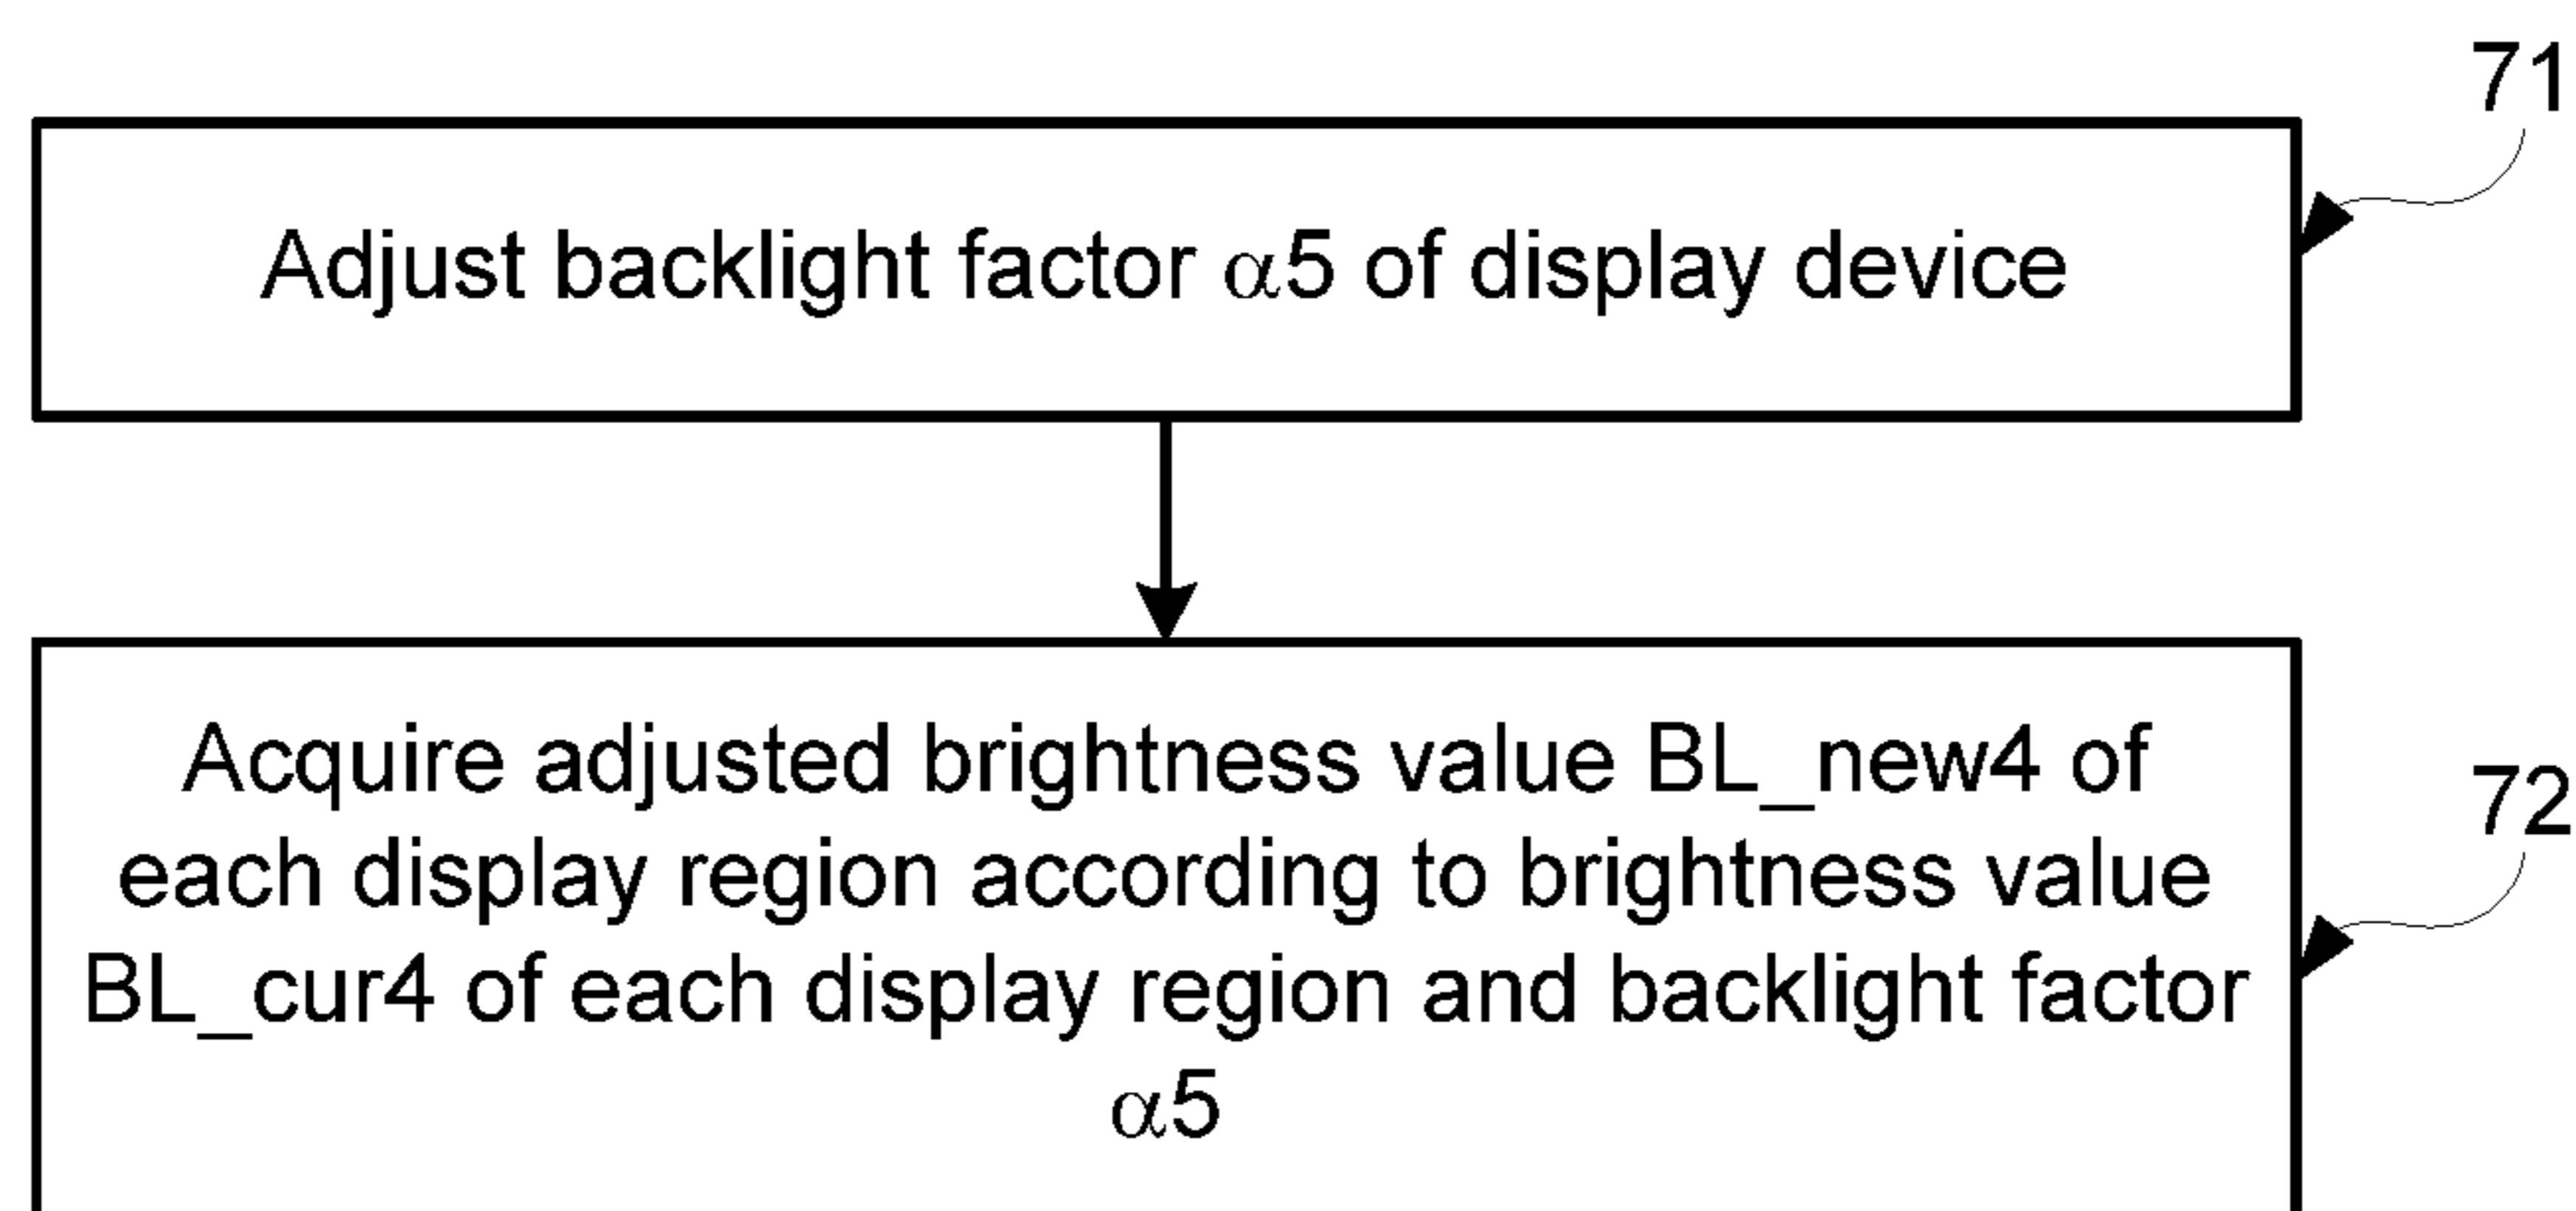 71
Adjust backlight factor α5 of display device
Acquire adjusted brightness value BL_new4 of
each display region according to brightness value
BL_cur4 of each display region and backlight factor
α5
72